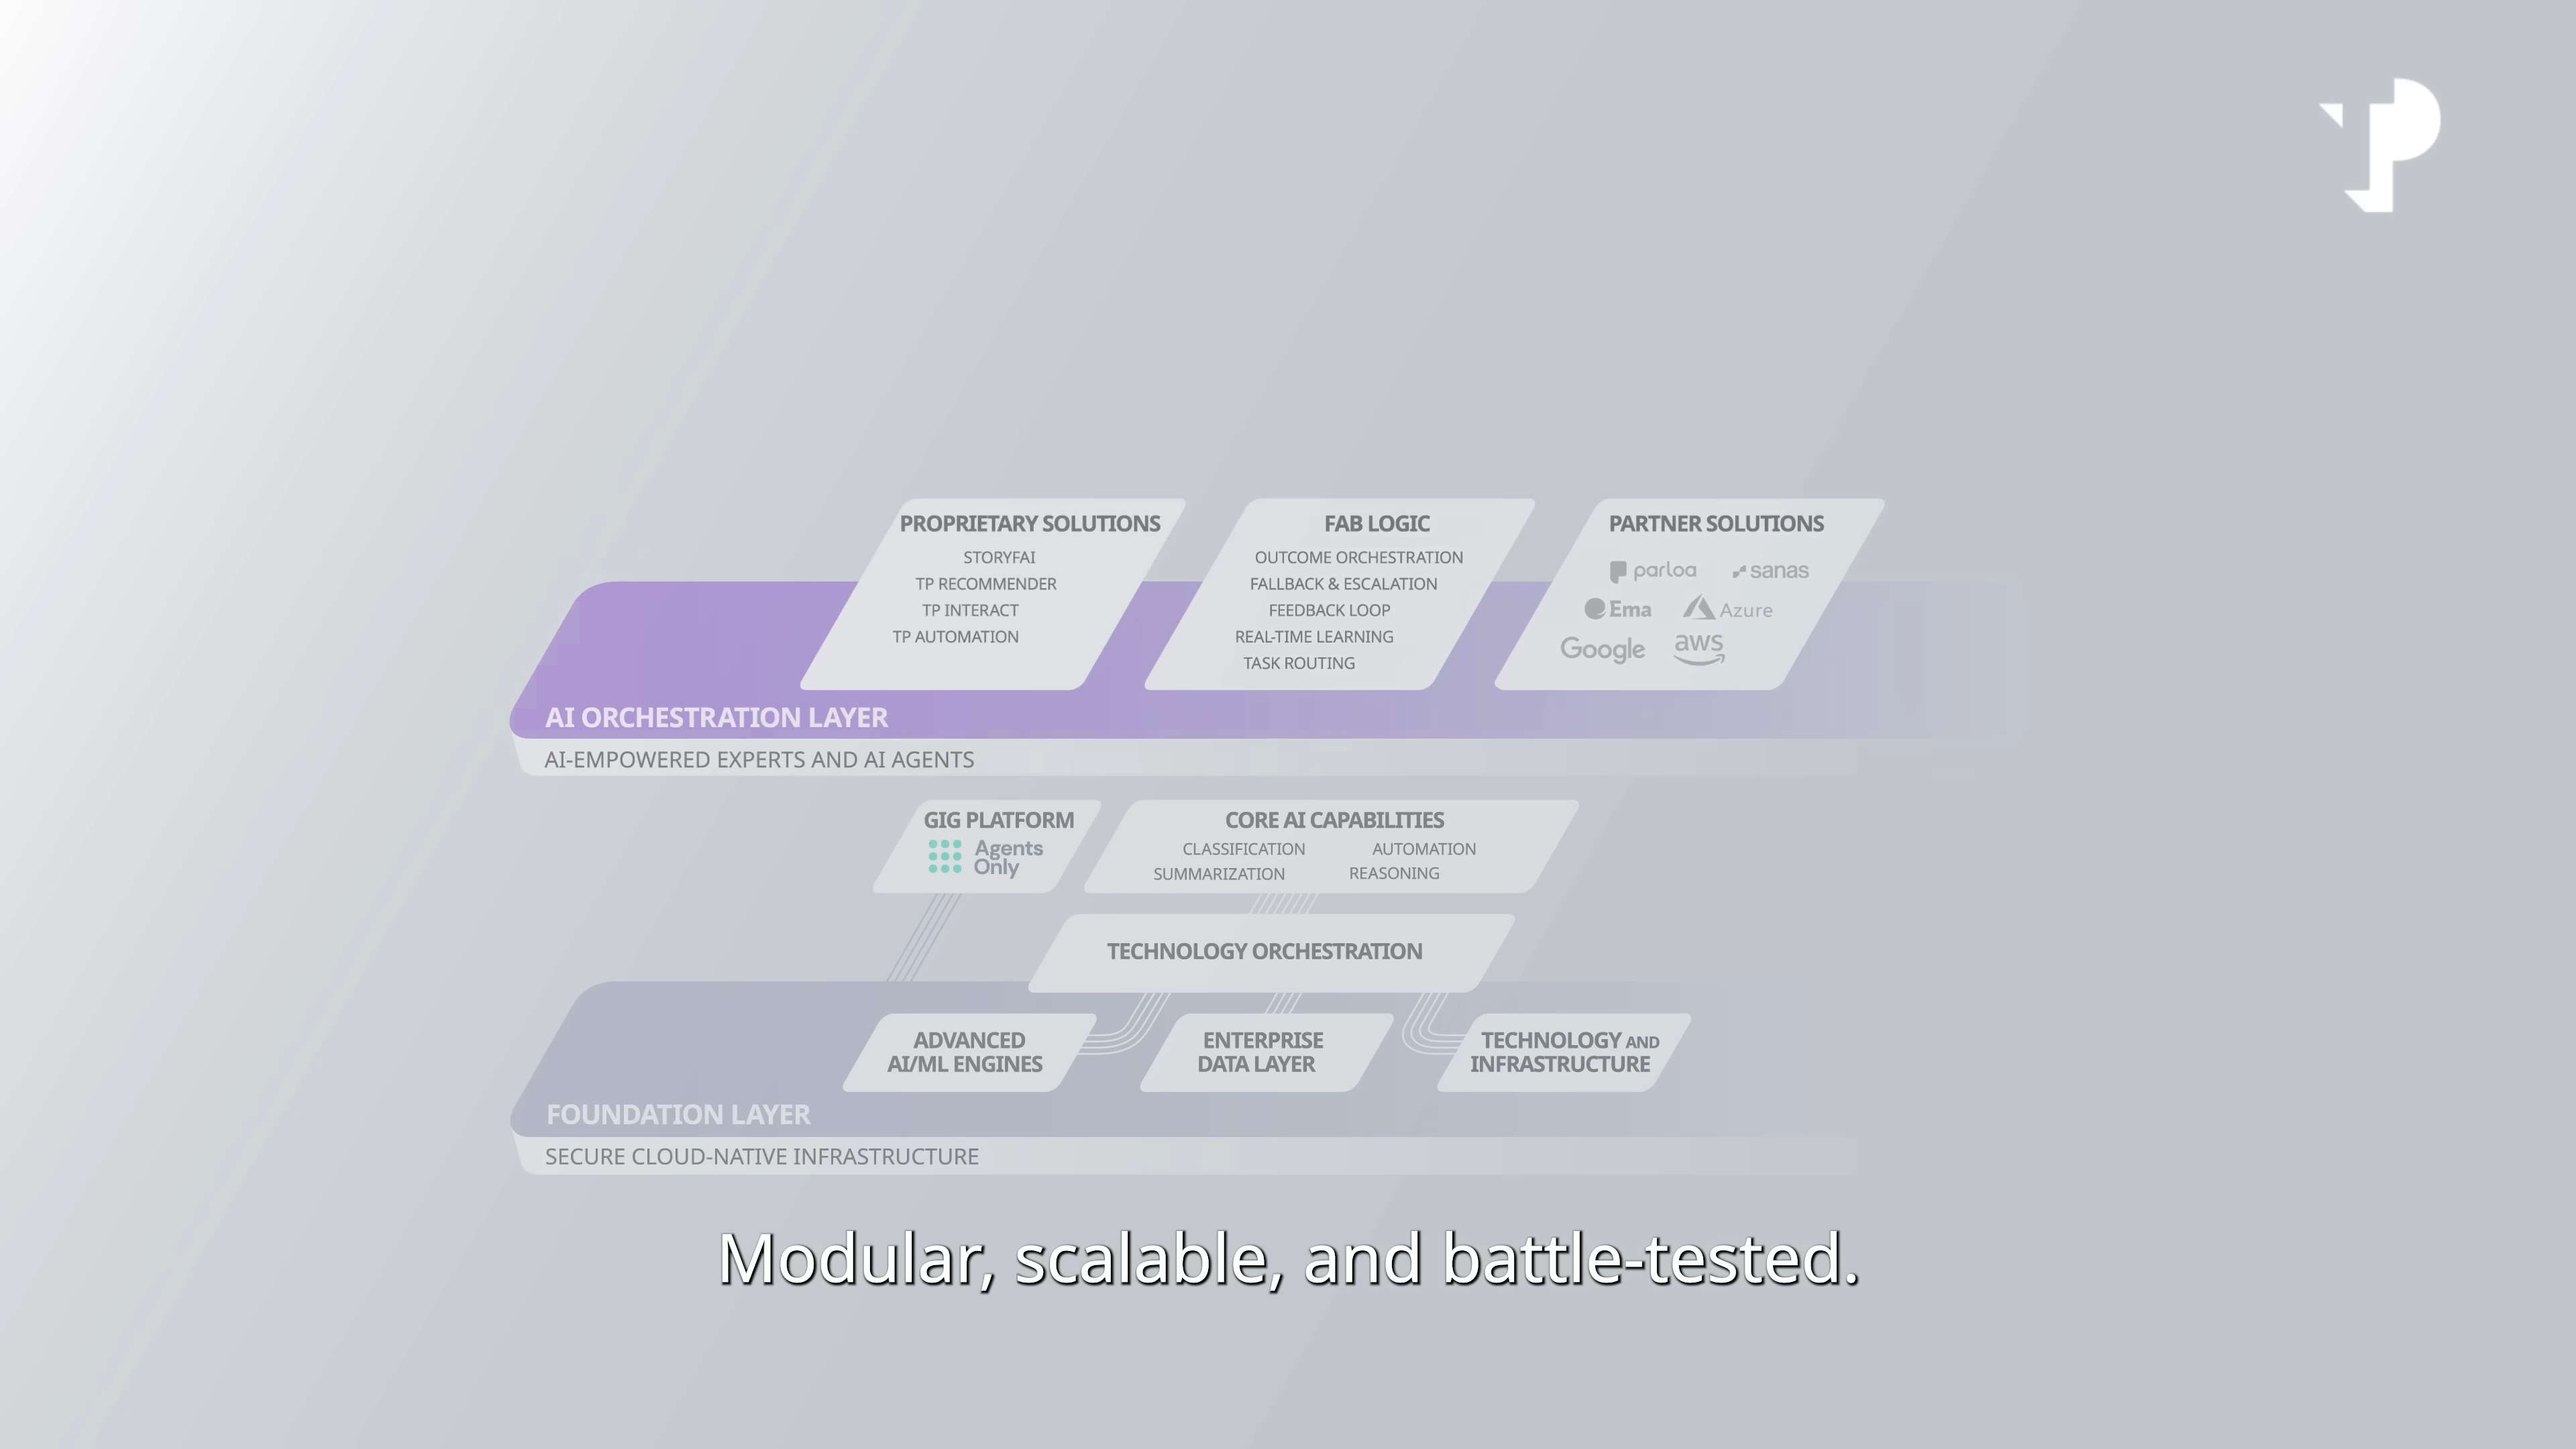 PROPRIETARY SOLUTIONS
STORYFAI
TP RECOMMENDER
TP INTERACT
TP AUTOMATION
FAB LOGIC
OUTCOME ORCHESTRATION
FALLBACK & ESCALATION
FEEDBACK LOOP
REAL-TIME LEARNING
TASK ROUTING
PARTNER SOLUTIONS
parloa sanas
Ema Azure
Google aws
AI ORCHESTRATION LAYER
AI-EMPOWERED EXPERTS AND AI AGENTS
GIG PLATFORM
Agents
Only
CORE AI CAPABILITIES
CLASSIFICATION AUTOMATION
SUMMARIZATION REASONING
TECHNOLOGY ORCHESTRATION
ADVANCED
AI/ML ENGINES
ENTERPRISE
DATA LAYER
TECHNOLOGY AND
INFRASTRUCTURE
FOUNDATION LAYER
SECURE CLOUD-NATIVE INFRASTRUCTURE
Modular, scalable, and battle-tested.
TP